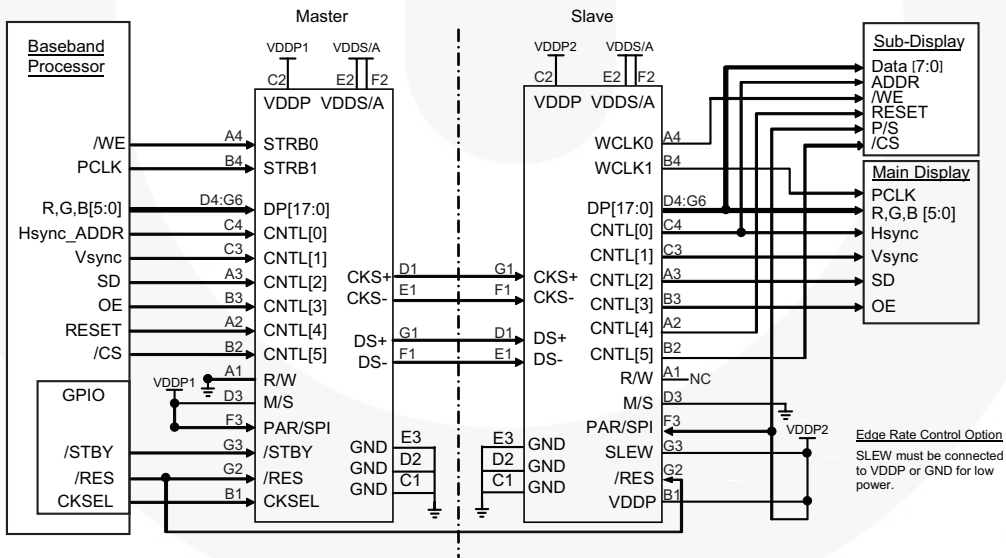 Master
Slave
Baseband
Processor
VDDP1
VDDS/A
C2
E2
F2
VDDP VDDS/A
VDDP2
VDDS/A
C2
E2
F2
VDDP VDDS/A
/WE
PCLK
R,G,B[5:0]
Hsync_ADDR
Vsync
SD
OE
RESET
/CS
GPIO
/STBY
/RES
CKSEL
A4
B4
D4:G6
C4
C3
A3
B3
A2
B2
A1
VDDP1
D3
F3
G3
G2
B1
STRB0
STRB1
DP[17:0]
CNTL[0]
CNTL[1]
CNTL[2]
CNTL[3]
CNTL[4]
CNTL[5]
R/W
M/S
PAR/SPI
/STBY
/RES
CKSEL
CKS+
CKS-
DS+
DS-
D1
E1
G1
F1
GND
GND
GND
E3
D2
C1
G1
F1
D1
E1
CKS+
CKS-
DS+
DS-
E3
D2
C1
GND
GND
GND
WCLK0
WCLK1
DP[17:0]
CNTL[0]
CNTL[1]
CNTL[2]
CNTL[3]
CNTL[4]
CNTL[5]
R/W
M/S
PAR/SPI
SLEW
/RES
VDDP
A4
B4
D4:G6
C4
C3
A3
B3
A2
B2
A1
NC
D3
F3
G3
G2
B1
VDDP2
Sub-Display
Data [7:0]
ADDR
/WE
RESET
P/S
/CS
Main Display
PCLK
R,G,B [5:0]
Hsync
Vsync
SD
OE
Edge Rate Control Option
SLEW must be connected
to VDDP or GND for low
power.